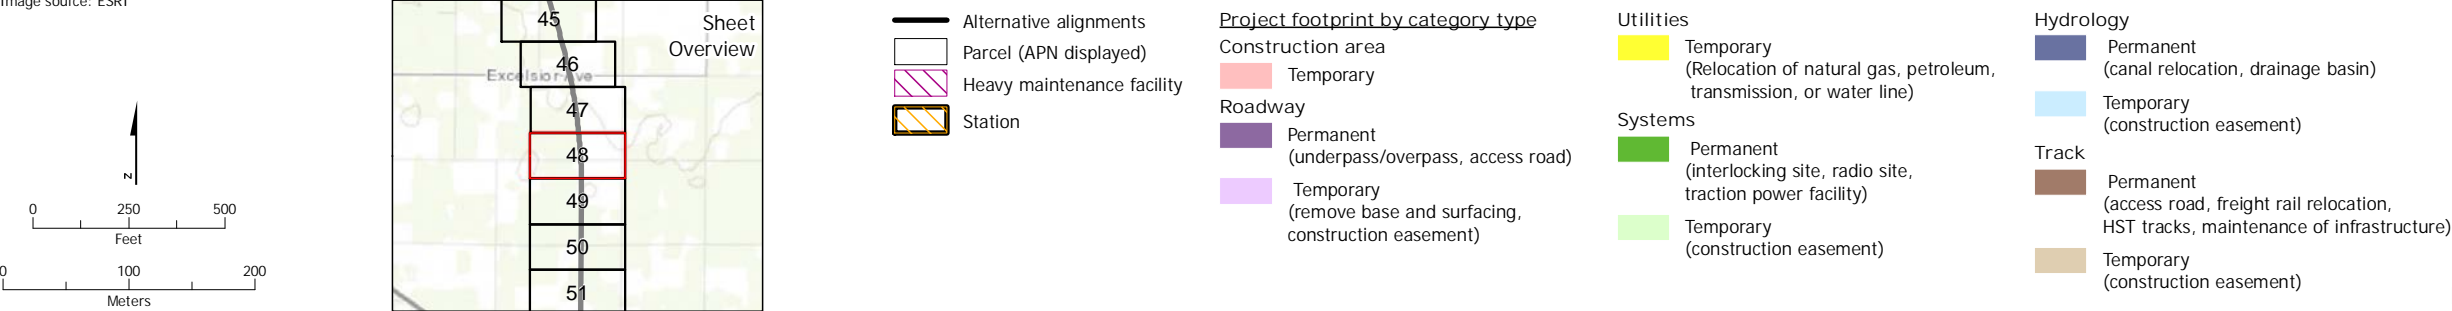 Image source: ESRI
N
0 250 500
Feet
0 100 200
Meters
Sheet
Overview
45
46
Excelsior Ave
47
48
49
50
51
Alternative alignments
Parcel (APN displayed)
Heavy maintenance facility
Station
Project footprint by category type
Construction area
Temporary
Roadway
Permanent
(underpass/overpass, access road)
Temporary
(remove base and surfacing,
construction easement)
Utilities
Temporary
(Relocation of natural gas, petroleum,
transmission, or water line)
Systems
Permanent
(interlocking site, radio site,
traction power facility)
Temporary
(construction easement)
Hydrology
Permanent
(canal relocation, drainage basin)
Temporary
(construction easement)
Track
Permanent
(access road, freight rail relocation,
HST tracks, maintenance of infrastructure)
Temporary
(construction easement)